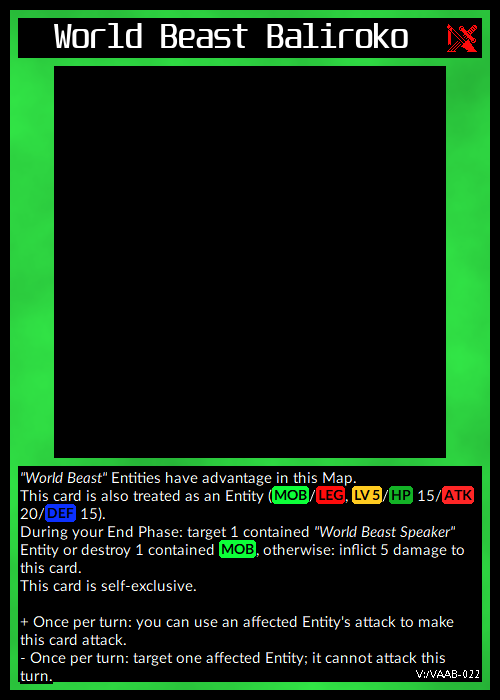 World Beast Baliroko
"World Beast" Entities have advantage in this Map.
This card is also treated as an Entity (MOB/LEG, LV 5/HP 15/ATK
20/DEF 15).
During your End Phase: target 1 contained "World Beast Speaker"
Entity or destroy 1 contained MOB, otherwise: inflict 5 damage to
this card.
This card is self-exclusive.
+ Once per turn: you can use an affected Entity's attack to make
this card attack.
- Once per turn: target one affected Entity; it cannot attack this
turn.
V:/VAAB-022